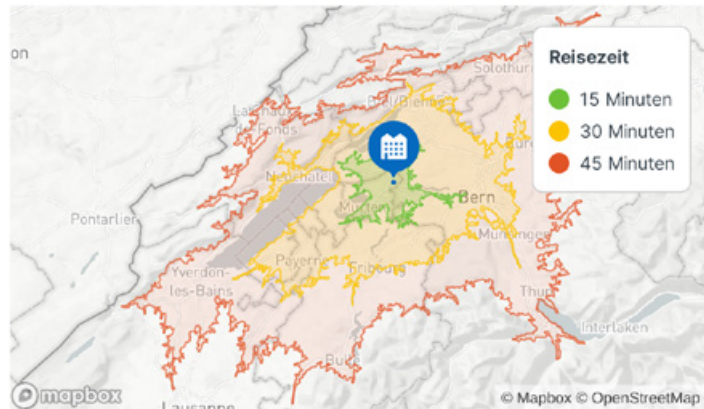 on
Solothurn
Reisezeit
15 Minuten
30 Minuten
45 Minuten
La Chaux
de Fonds
Biel/Bienne
Neuchâtel
Bern
Pontarlier
Münsingen
Payerne
Fribourg
Yverdon-
les-Bains
Thun
Interlaken
Bulle
Lausanne
mapbox
© Mapbox © OpenStreetMap